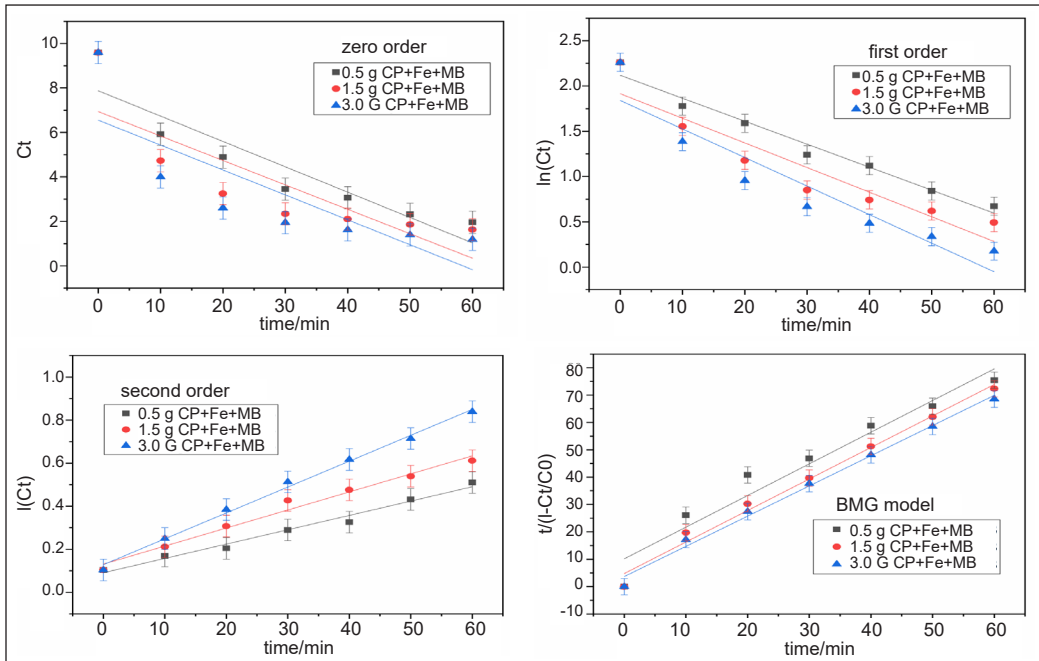 zero order
0.5 g CP+Fe+MB
1.5 g CP+Fe+MB
3.0 G CP+Fe+MB
Ct
10
8
6
4
2
0
0 10 20 30 40 50 60
time/min
first order
0.5 g CP+Fe+MB
1.5 g CP+Fe+MB
3.0 G CP+Fe+MB
ln(Ct)
2.5
2.0
1.5
1.0
0.5
0.0
0 10 20 30 40 50 60
time/min
second order
0.5 g CP+Fe+MB
1.5 g CP+Fe+MB
3.0 G CP+Fe+MB
l(Ct)
1.0
0.8
0.6
0.4
0.2
0.0
0 10 20 30 40 50 60
time/min
BMG model
0.5 g CP+Fe+MB
1.5 g CP+Fe+MB
3.0 G CP+Fe+MB
t/(l-Ct/C0)
80
70
60
50
40
30
20
10
0
-10
0 10 20 30 40 50 60
time/min